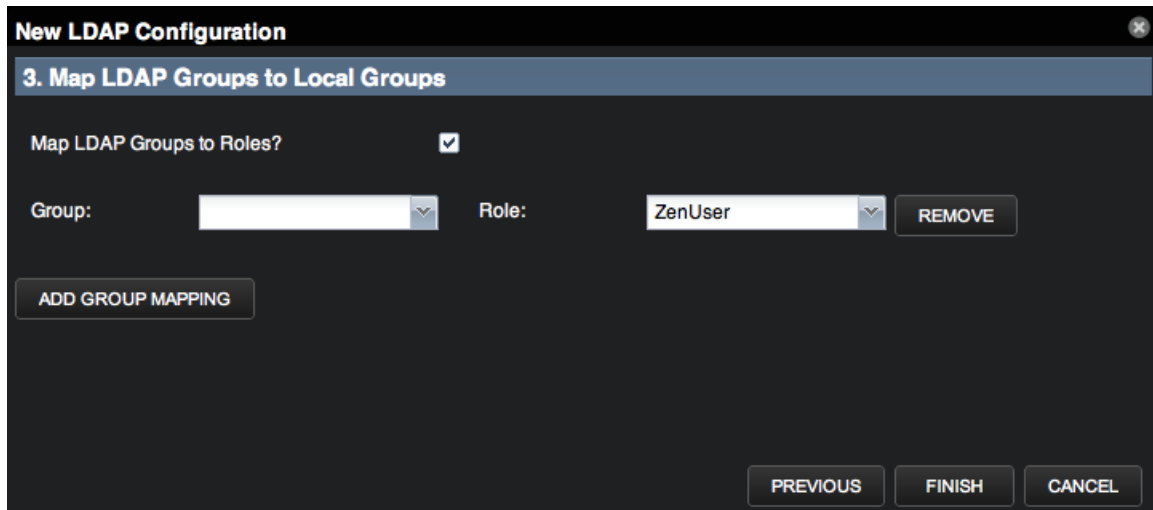 New LDAP Configuration
3. Map LDAP Groups to Local Groups
Map LDAP Groups to Roles?
Group: Role: ZenUser REMOVE
ADD GROUP MAPPING
PREVIOUS FINISH CANCEL